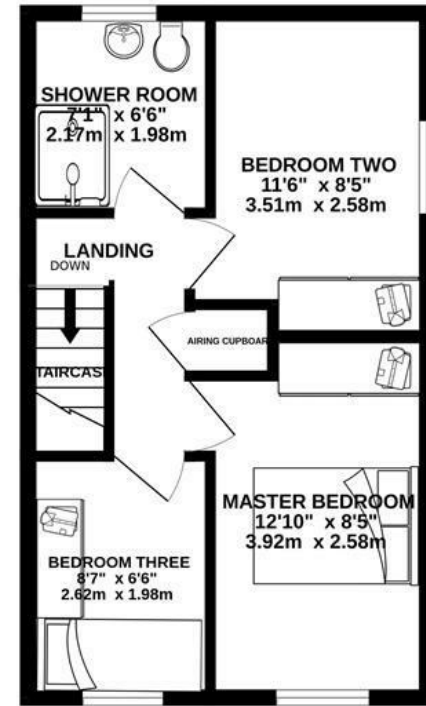 SHOWER ROOM
7'1" x 6'6"
2.17m x 1.98m
BEDROOM TWO
11'6" x 8'5"
3.51m x 2.58m
LANDING
DOWN
AIRING CUPBOAR
TAIRCAS
MASTER BEDROOM
12'10" x 8'5"
3.92m x 2.58m
BEDROOM THREE
8'7" x 6'6"
2.62m x 1.98m